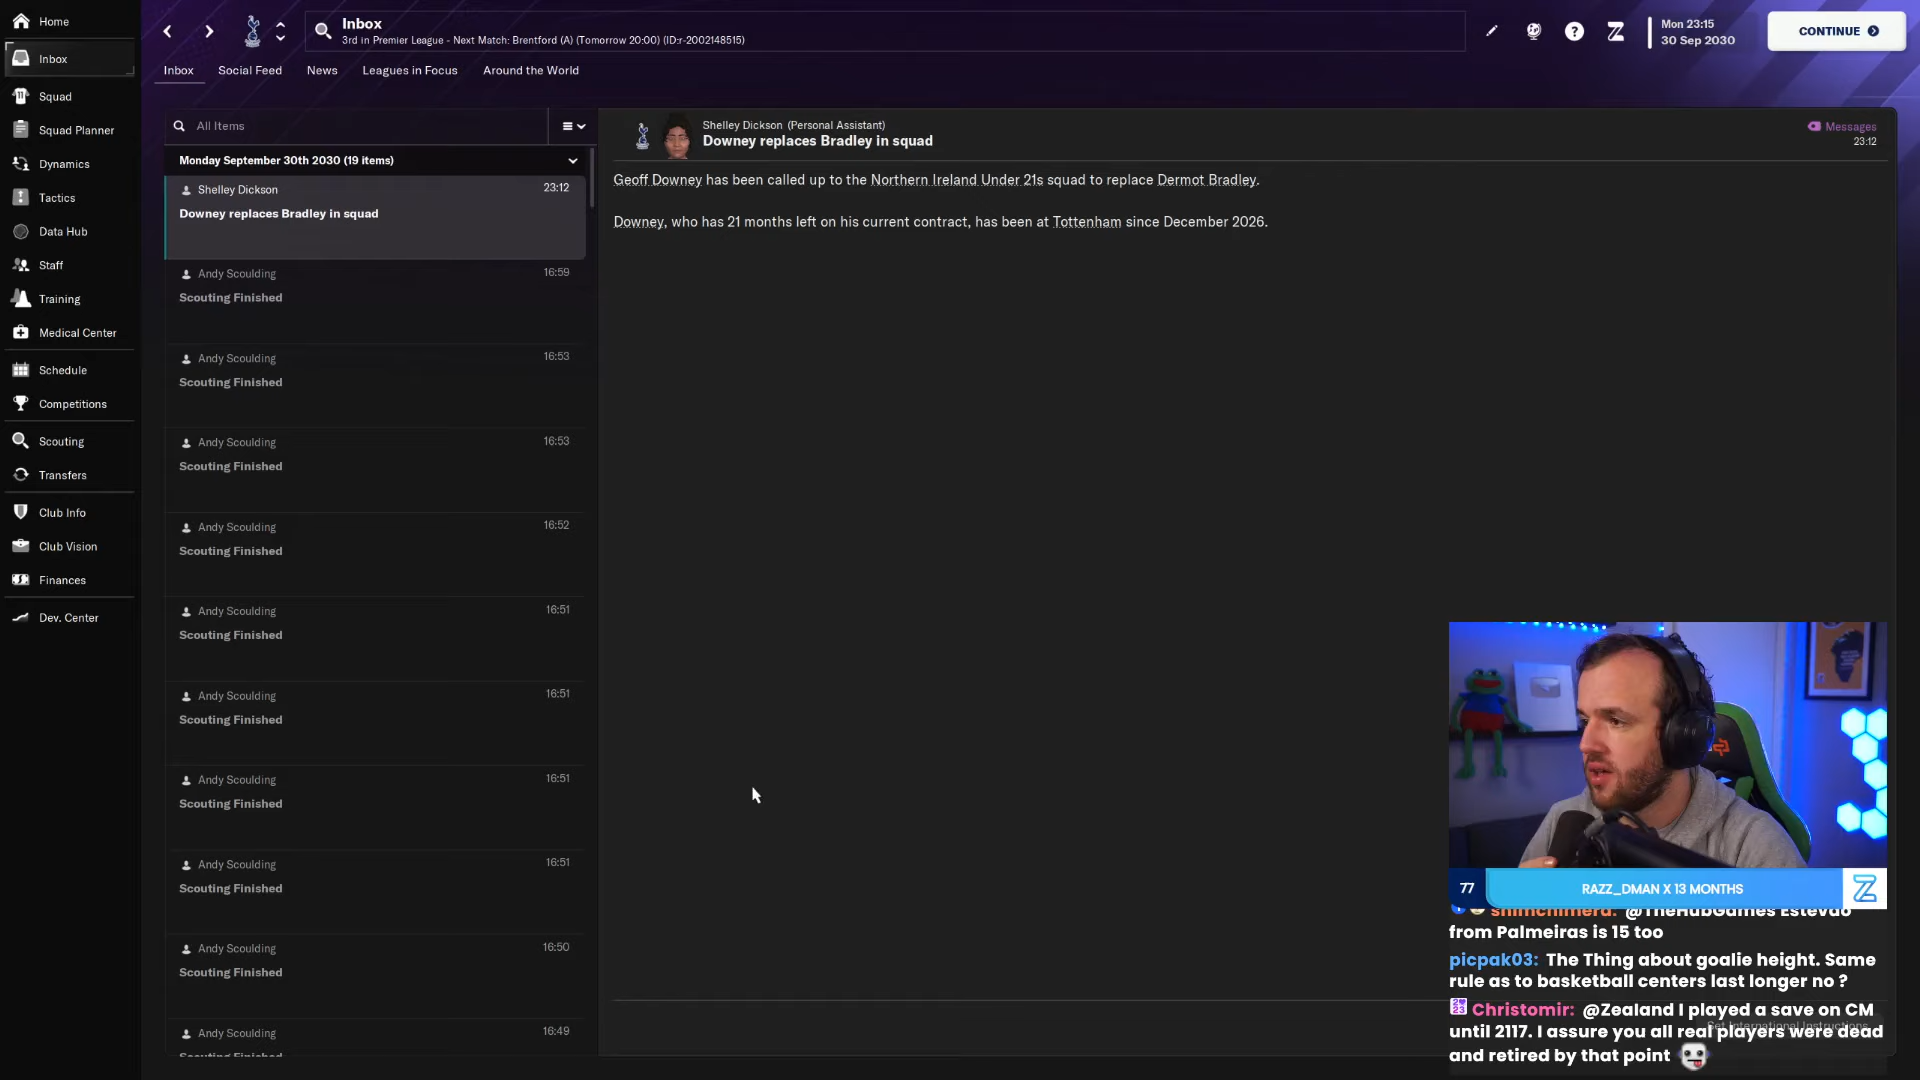 Home
Inbox
3rd in Premier League - Next Match: Brentford (A) (Tomorrow 20:00) (ID:r-2002148515)
Mon 23:15
30 Sep 2030
CONTINUE
Inbox
Social Feed
News
Leagues in Focus
Around the World
Inbox
Squad
Squad Planner
Dynamics
Tactics
Data Hub
Staff
Training
Medical Center
Schedule
Competitions
Scouting
Transfers
Club Info
Club Vision
Finances
Dev. Center
All Items
Monday September 30th 2030 (19 items)
Shelley Dickson 23:12
Downey replaces Bradley in squad
Andy Scoulding 16:59
Scouting Finished
Andy Scoulding 16:53
Scouting Finished
Andy Scoulding 16:53
Scouting Finished
Andy Scoulding 16:52
Scouting Finished
Andy Scoulding 16:51
Scouting Finished
Andy Scoulding 16:51
Scouting Finished
Andy Scoulding 16:51
Scouting Finished
Andy Scoulding 16:51
Scouting Finished
Andy Scoulding 16:50
Scouting Finished
Andy Scoulding 16:49
Scouting Finished
Shelley Dickson (Personal Assistant)
Downey replaces Bradley in squad
Messages
23:12
Geoff Downey has been called up to the Northern Ireland Under 21s squad to replace Dermot Bradley.
Downey, who has 21 months left on his current contract, has been at Tottenham since December 2026.
77 RAZZ_DMAN X 13 MONTHS
shimchimera: @TheHubGames Estevao
from Palmeiras is 15 too
picpak03: The Thing about goalie height. Same
rule as to basketball centers last longer no ?
Christomir: @Zealand I played a save on CM
until 2117. I assure you all real players were dead
and retired by that point
Set International Instructions